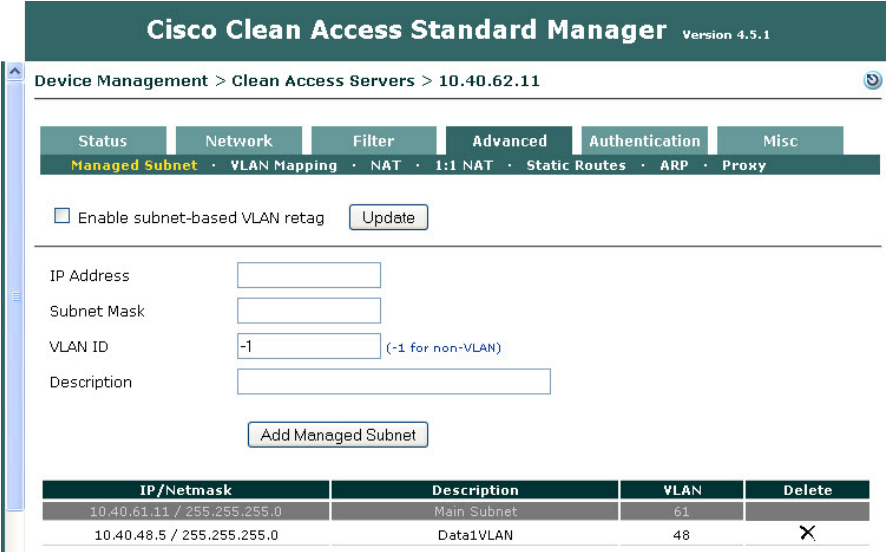 Cisco Clean Access Standard Manager Version 4.5.1
Device Management > Clean Access Servers > 10.40.62.11
Status Network Filter Advanced Authentication Misc
Managed Subnet · VLAN Mapping · NAT · 1:1 NAT · Static Routes · ARP · Proxy
Enable subnet-based VLAN retag Update
IP Address
Subnet Mask
VLAN ID -1 (-1 for non-VLAN)
Description
Add Managed Subnet
IP/Netmask Description VLAN Delete
10.40.61.11 / 255.255.255.0 Main Subnet 61
10.40.48.5 / 255.255.255.0 Data1VLAN 48